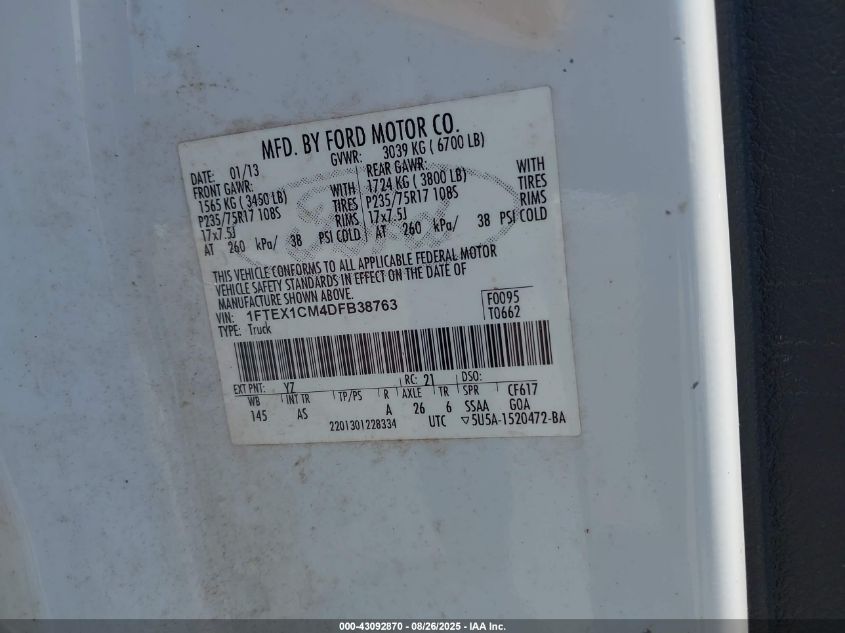 MFD. BY FORD MOTOR CO.
DATE: 01/13 GVWR: 3039 KG ( 6700 LB)
FRONT GAWR: REAR GAWR:
1565 KG ( 3450 LB) WITH 1724 KG ( 3800 LB) WITH
P235/75R17 108S TIRES P235/75R17 108S TIRES
17x7.5J RIMS 17x7.5J RIMS
AT 260 kPa/ 38 PSI COLD AT 260 kPa/ 38 PSI COLD
THIS VEHICLE CONFORMS TO ALL APPLICABLE FEDERAL MOTOR
VEHICLE SAFETY STANDARDS IN EFFECT ON THE DATE OF
MANUFACTURE SHOWN ABOVE.
VIN: 1FTEX1CM4DFB38763 F0095
TYPE: Truck T0662
EXT PNT: YZ RC: 21 DSO:
WB INT TR TP/PS R AXLE TR SPR CF617
145 AS A 26 6 SSAA GOA
2201301228334 UTC ▽5U5A-1520472-BA
000-43092870 - 08/26/2025 - IAA Inc.